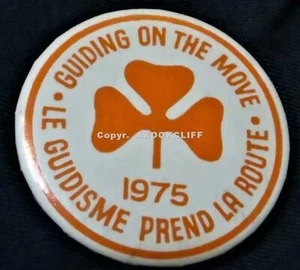 • GUIDING ON THE MOVE •
LE GUIDISME PREND LA ROUTE
1975
Copyr.